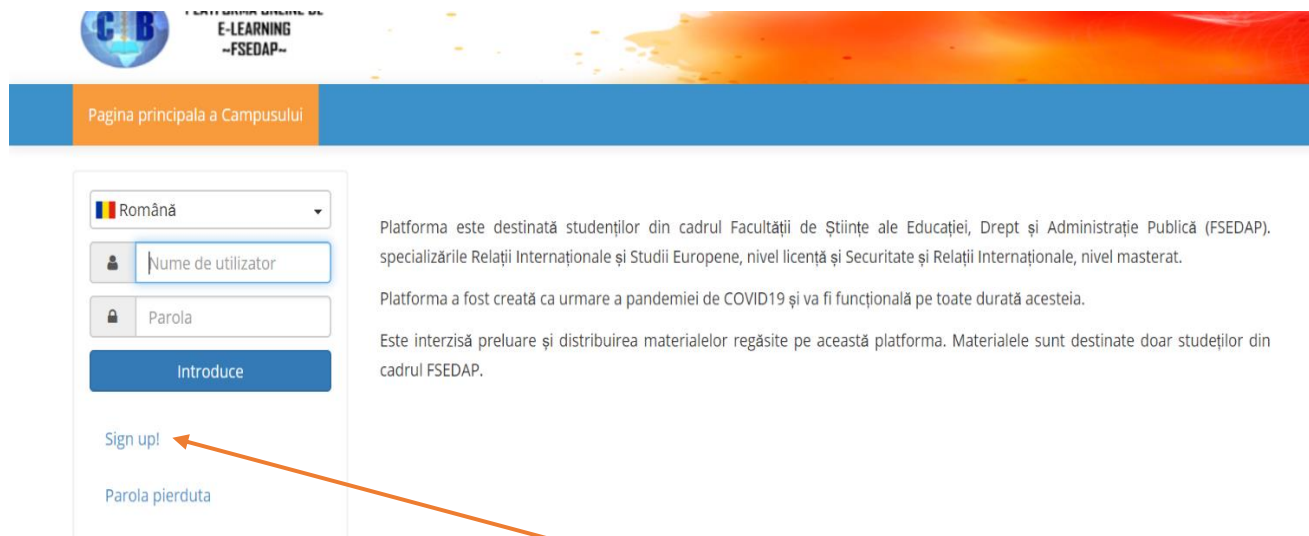 C B
E-LEARNING
~FSEDAP~
Pagina principala a Campusului
Română
Nume de utilizator
Parola
Introduce
Sign up!
Parola pierduta
Platforma este destinată studenților din cadrul Facultății de Științe ale Educației, Drept și Administrație Publică (FSEDAP).
specializările Relații Internaționale și Studii Europene, nivel licență și Securitate și Relații Internaționale, nivel masterat.
Platforma a fost creată ca urmare a pandemiei de COVID19 și va fi funcțională pe toate durată acesteia.
Este interzisă preluare și distribuirea materialelor regăsite pe această platforma. Materialele sunt destinate doar studeților din
cadrul FSEDAP.